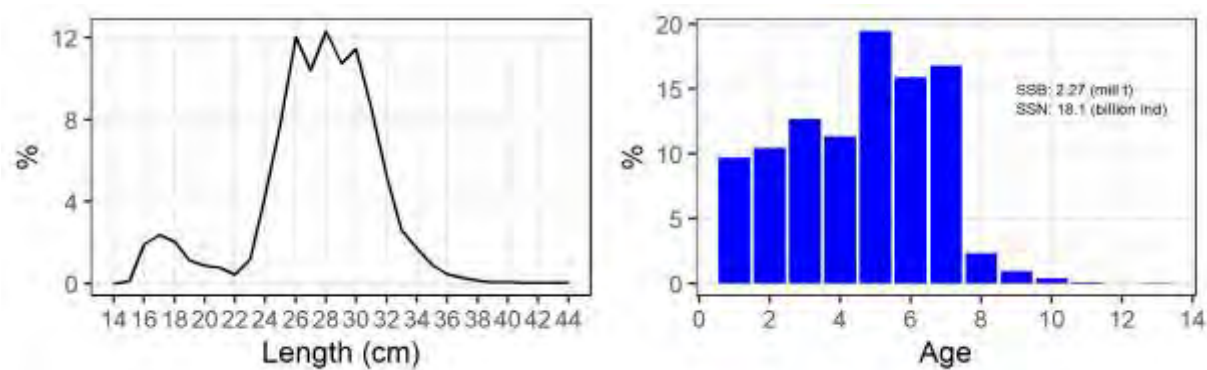 %
12
8
4
0
14 16 18 20 22 24 26 28 30 32 34 36 38 40 42 44
Length (cm)
%
20
15
10
5
0
SSB: 2.27 (mill t)
SSN: 18.1 (billion ind)
0 2 4 6 8 10 12 14
Age